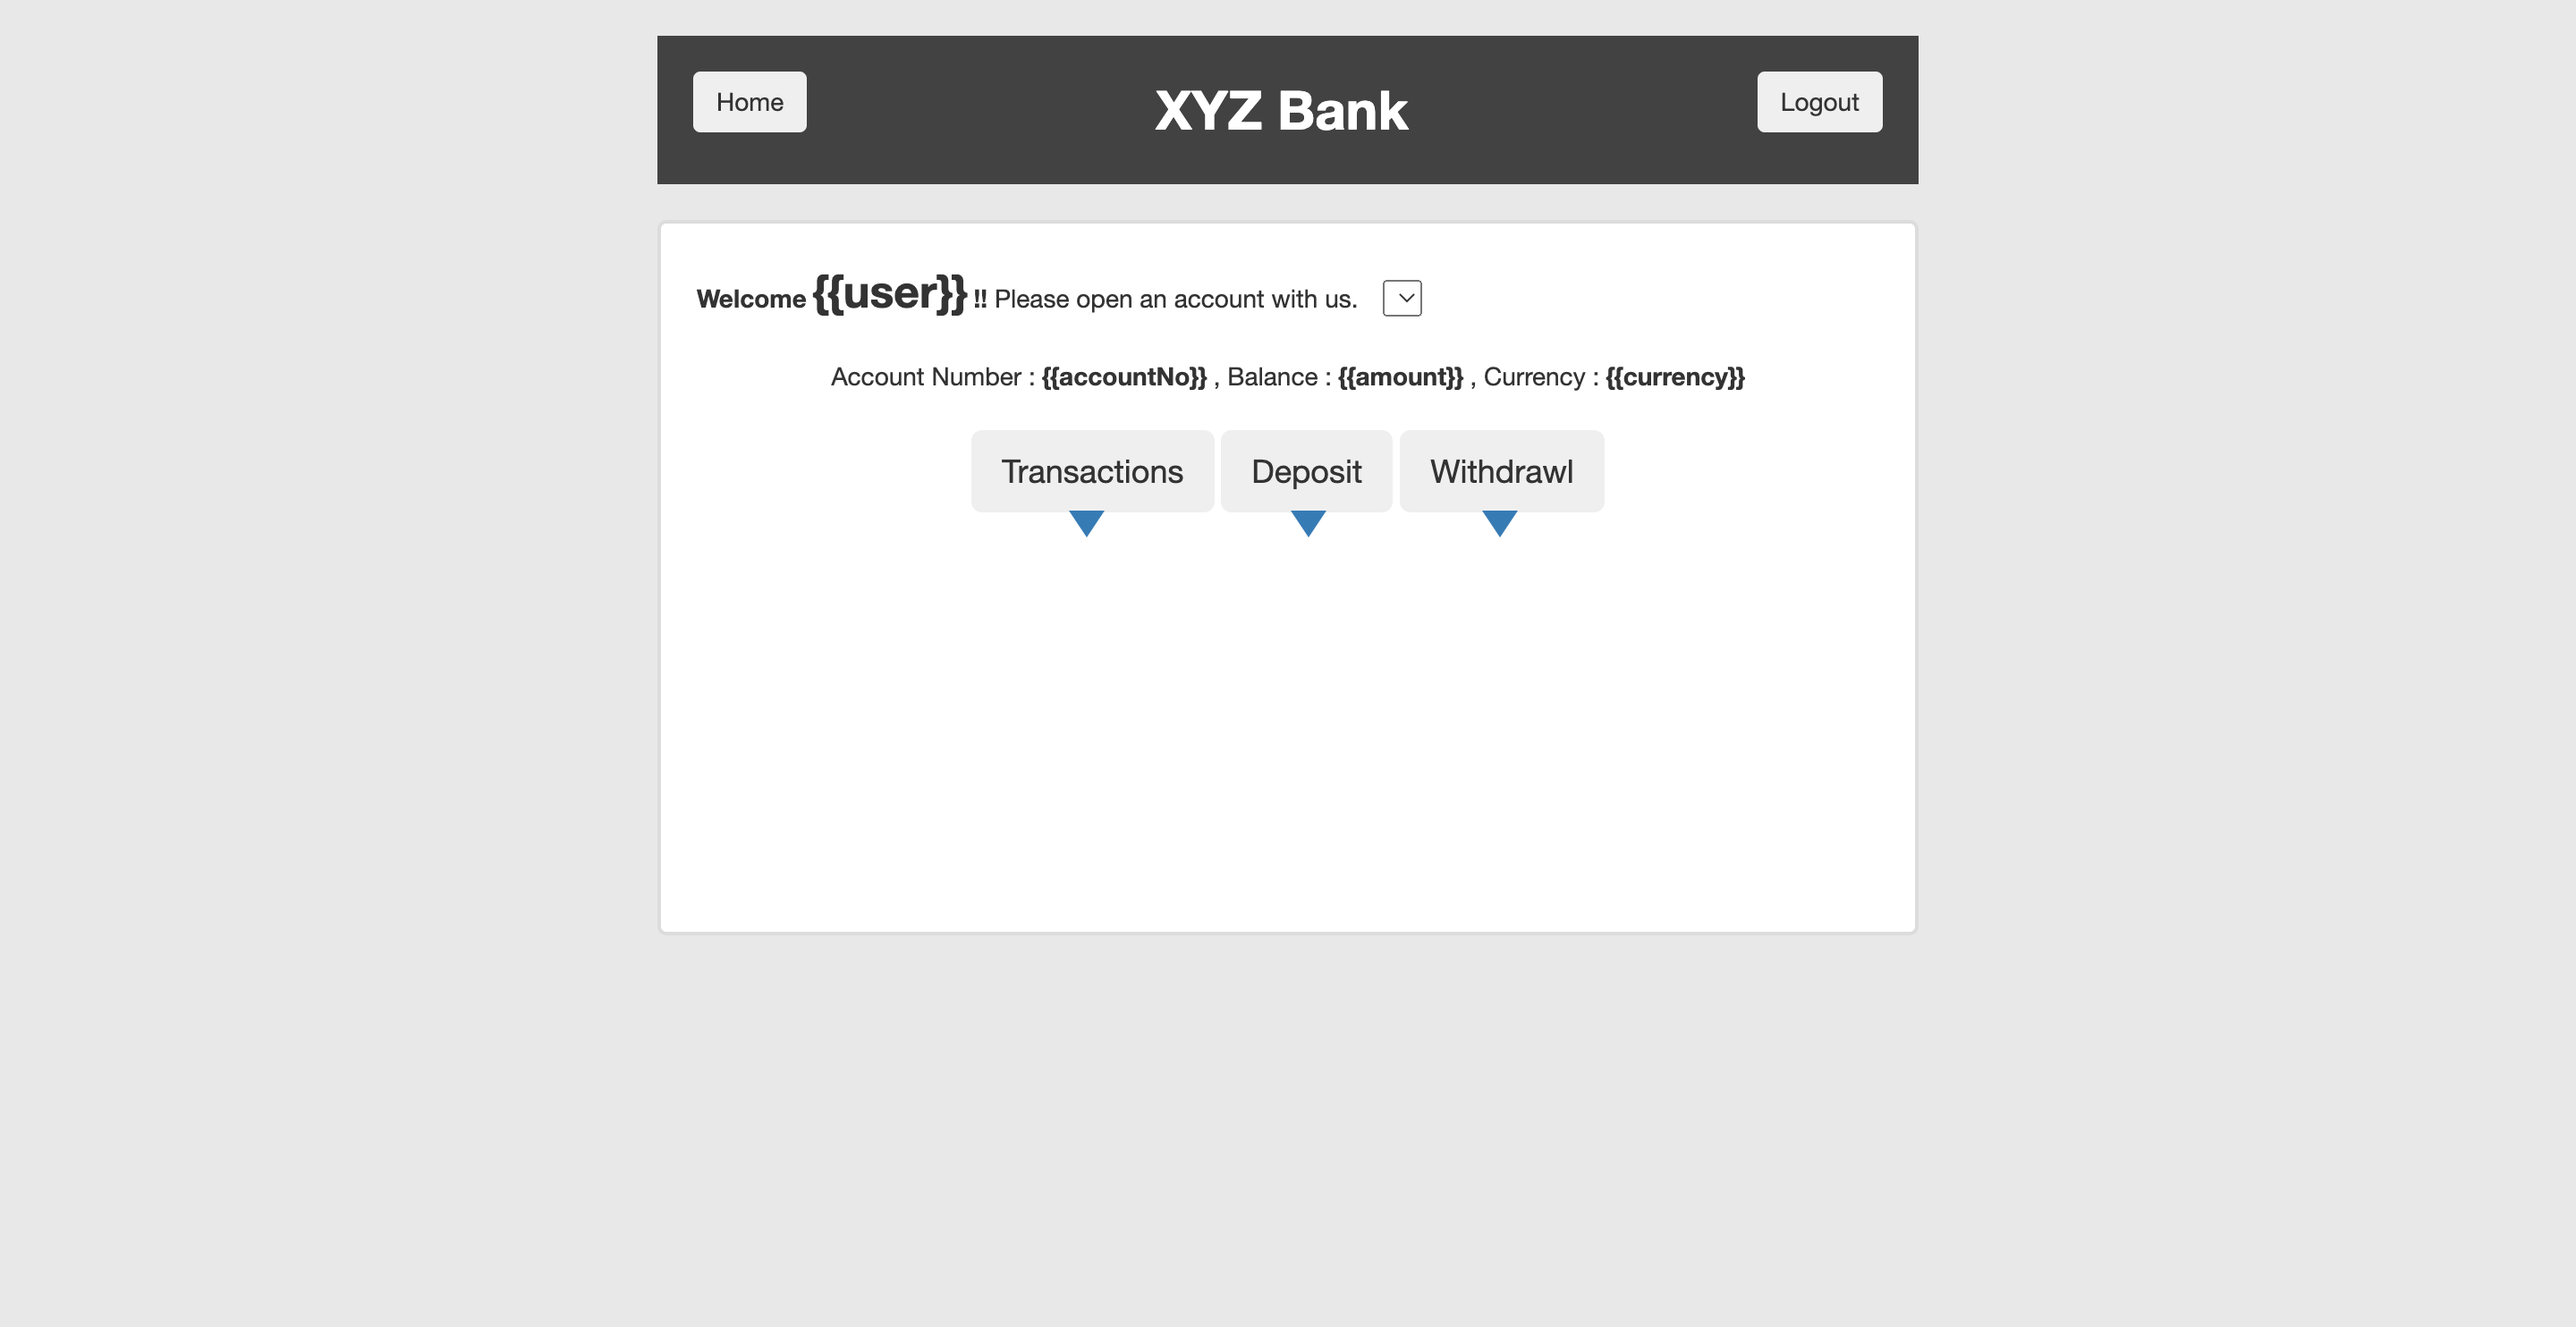 Home
XYZ Bank
Logout
Welcome {{user}} !! Please open an account with us.
Account Number : {{accountNo}} , Balance : {{amount}} , Currency : {{currency}}
Transactions
Deposit
Withdrawl